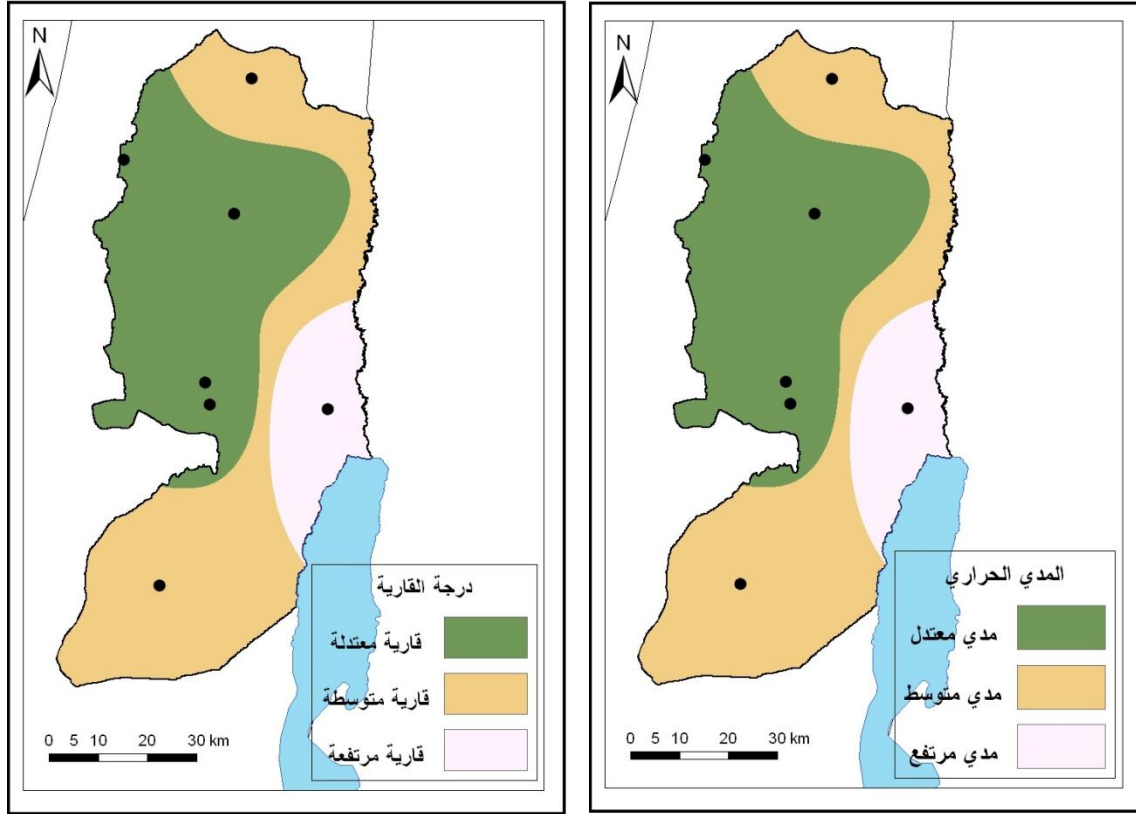 N
درجة القارية
قارية معتدلة
قارية متوسطة
قارية مرتفعة
0 5 10 20 30 km
N
المدي الحراري
مدي معتدل
مدي متوسط
مدي مرتفع
0 5 10 20 30 km